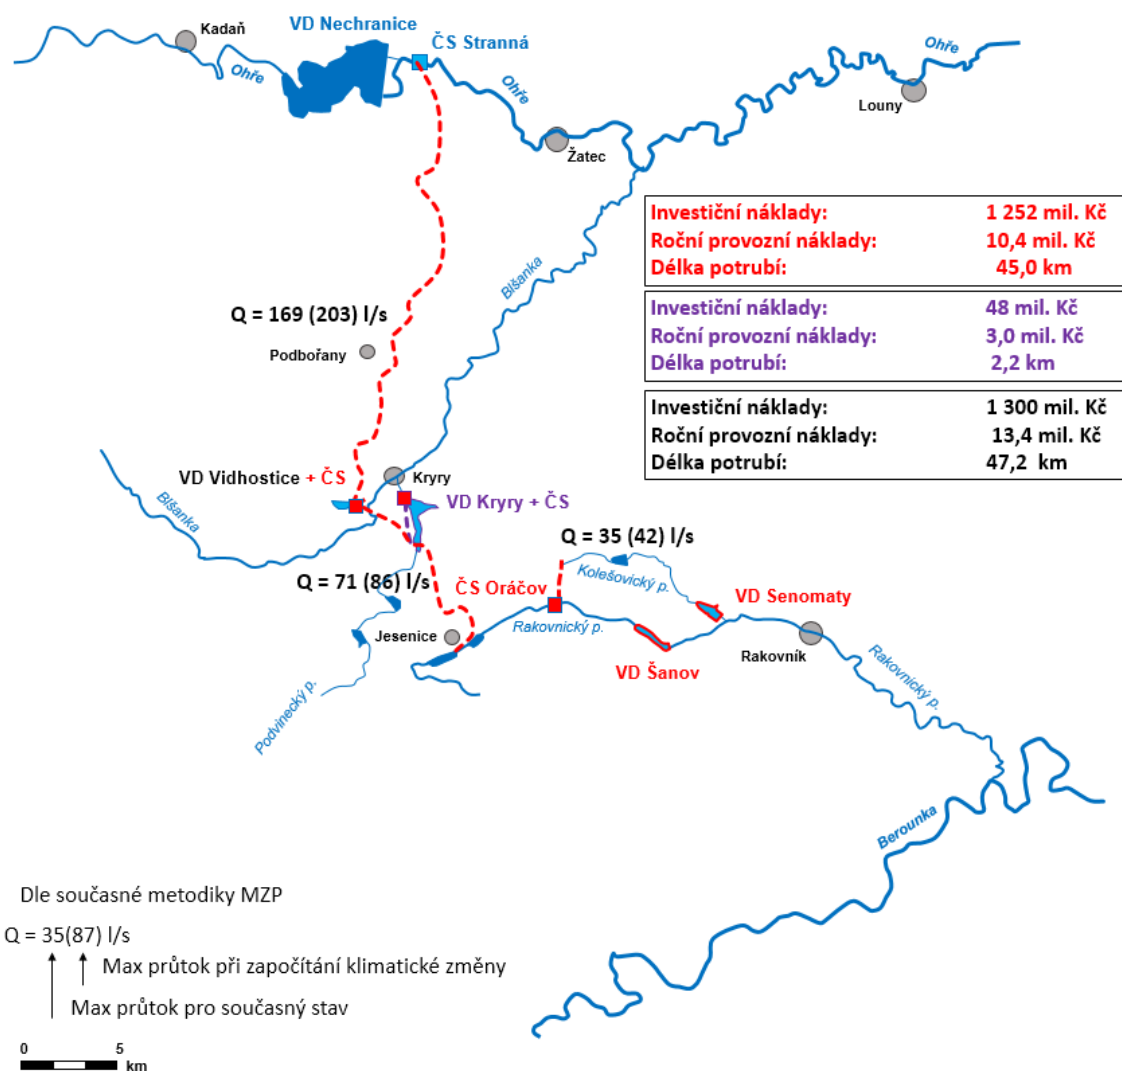 Kadaň
VD Nechranice
ČS Stranná
Ohře
Ohře
Ohře
Louny
Žatec
Investiční náklady: 1 252 mil. Kč
Roční provozní náklady: 10,4 mil. Kč
Délka potrubí: 45,0 km
Blšanka
Investiční náklady: 48 mil. Kč
Roční provozní náklady: 3,0 mil. Kč
Délka potrubí: 2,2 km
Q = 169 (203) l/s
Podbořany
Investiční náklady: 1 300 mil. Kč
Roční provozní náklady: 13,4 mil. Kč
Délka potrubí: 47,2 km
VD Vidhostice + ČS
Kryry
VD Kryry + ČS
Blšanka
Q = 35 (42) l/s
Q = 71 (86) l/s
ČS Oráčov
Kolešovický p.
VD Senomaty
Jesenice
Rakovnický p.
Rakovník
VD Šanov
Rakovnický p.
Podvinecký p.
Berounka
Dle současné metodiky MZP
Q = 35(87) l/s
Max průtok při započítání klimatické změny
Max průtok pro současný stav
0 5
km